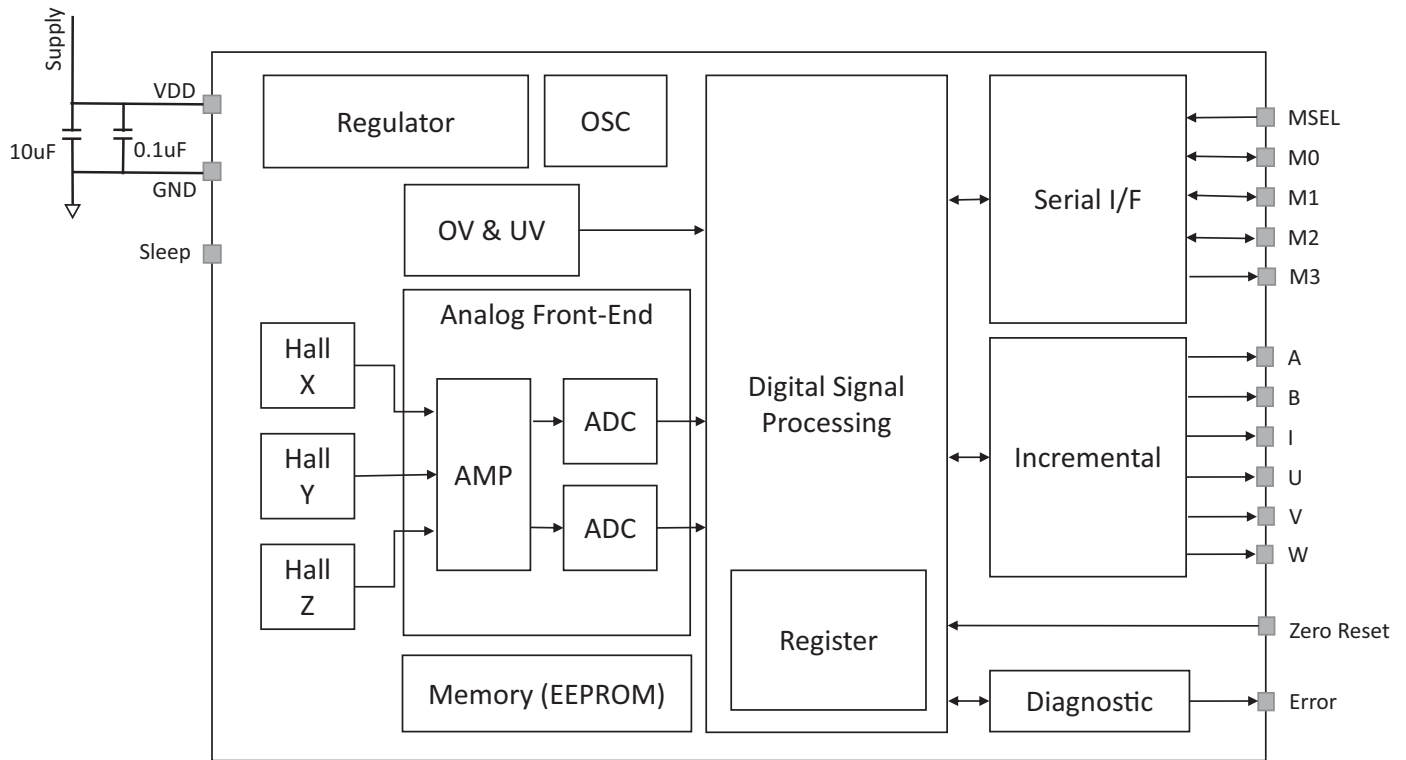 Supply
VDD
10uF
0.1uF
GND
Sleep
Regulator
OSC
OV & UV
Analog Front-End
Hall
X
Hall
Y
Hall
Z
AMP
ADC
ADC
Memory (EEPROM)
Digital Signal
Processing
Register
Serial I/F
Incremental
Diagnostic
MSEL
M0
M1
M2
M3
A
B
I
U
V
W
Zero Reset
Error